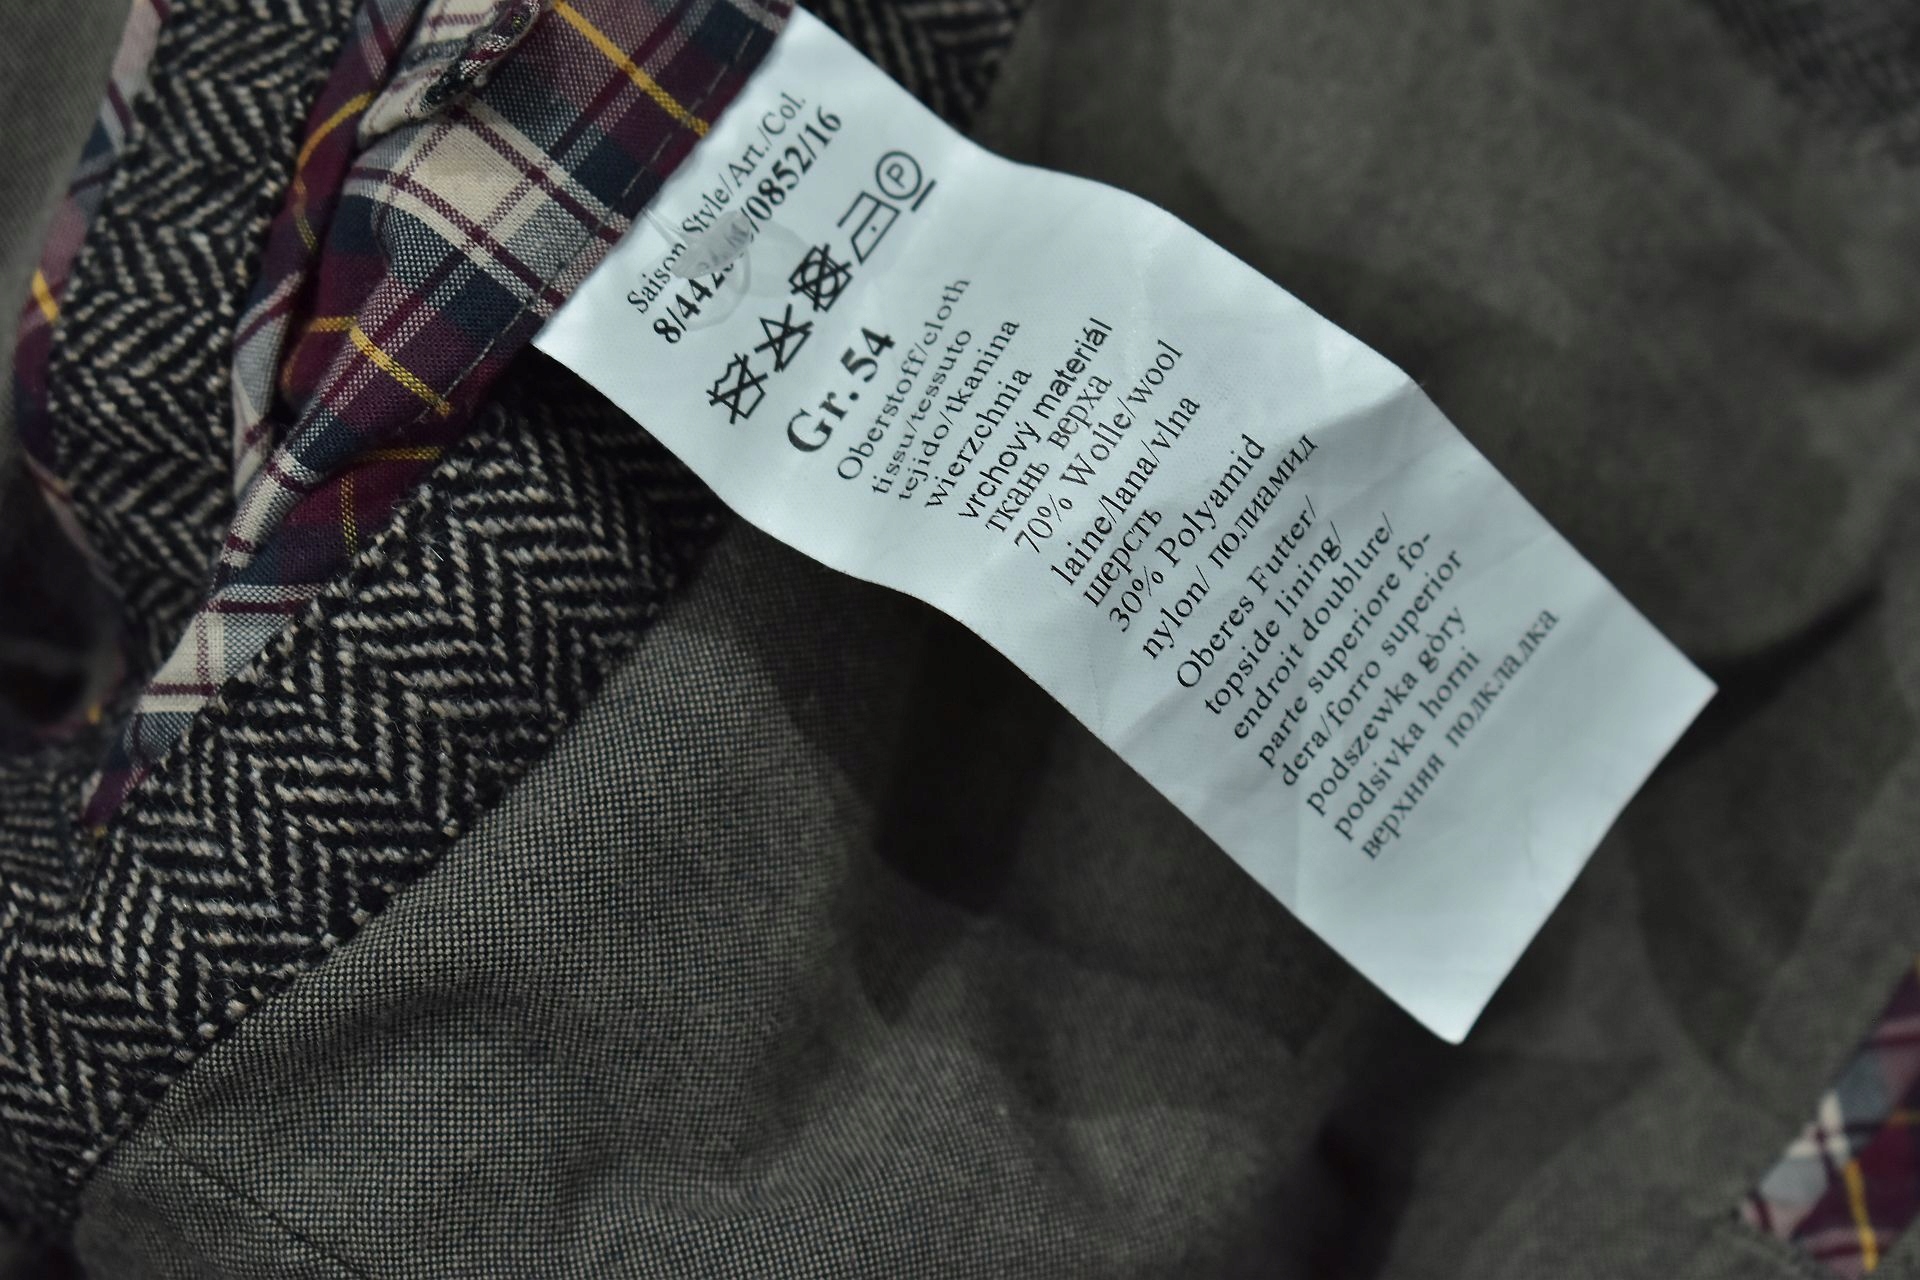 Saison Style/Art./Col.
/0852/16
P
Gr. 54
Oberstoff/cloth
tissu/tessuto
tejido/tkanina
wierzchnia
vrchový materiál
ткань верха
70% Wolle/wool
laine/lana/vlna
шерсть
30% Polyamid
nylon/ полиамид
Oberes Futter/
topside lining/
endroit doublure/
parte superiore fo-
dera/forro superior
podszewka góry
podsívka horni
верхняя подкладка